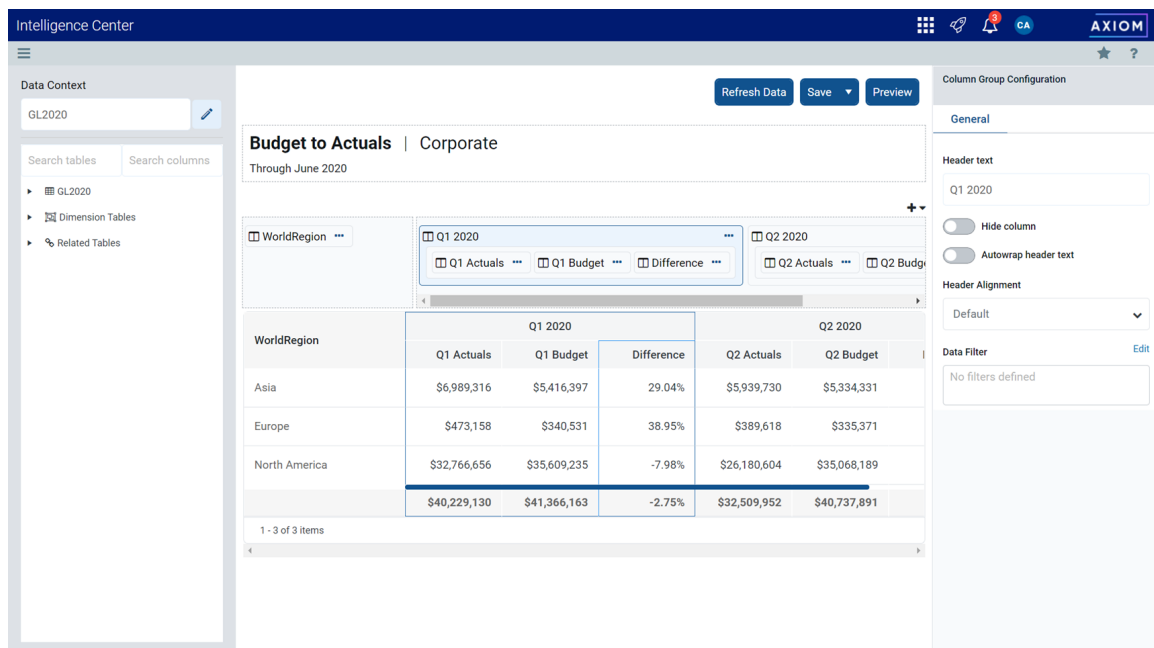 Intelligence Center
3
CA
AXIOM
?
Data Context
GL2020
Search tables Search columns
GL2020
Dimension Tables
Related Tables
Refresh Data Save Preview
Budget to Actuals | Corporate
Through June 2020
WorldRegion
Q1 2020 Q2 2020
Q1 Actuals Q1 Budget Difference Q2 Actuals Q2 Budge
WorldRegion
Q1 2020 Q2 2020
Q1 Actuals Q1 Budget Difference Q2 Actuals Q2 Budget
Asia $6,989,316 $5,416,397 29.04% $5,939,730 $5,334,331
Europe $473,158 $340,531 38.95% $389,618 $335,371
North America $32,766,656 $35,609,235 -7.98% $26,180,604 $35,068,189
$40,229,130 $41,366,163 -2.75% $32,509,952 $40,737,891
1 - 3 of 3 items
Column Group Configuration
General
Header text
Q1 2020
Hide column
Autowrap header text
Header Alignment
Default
Data Filter Edit
No filters defined